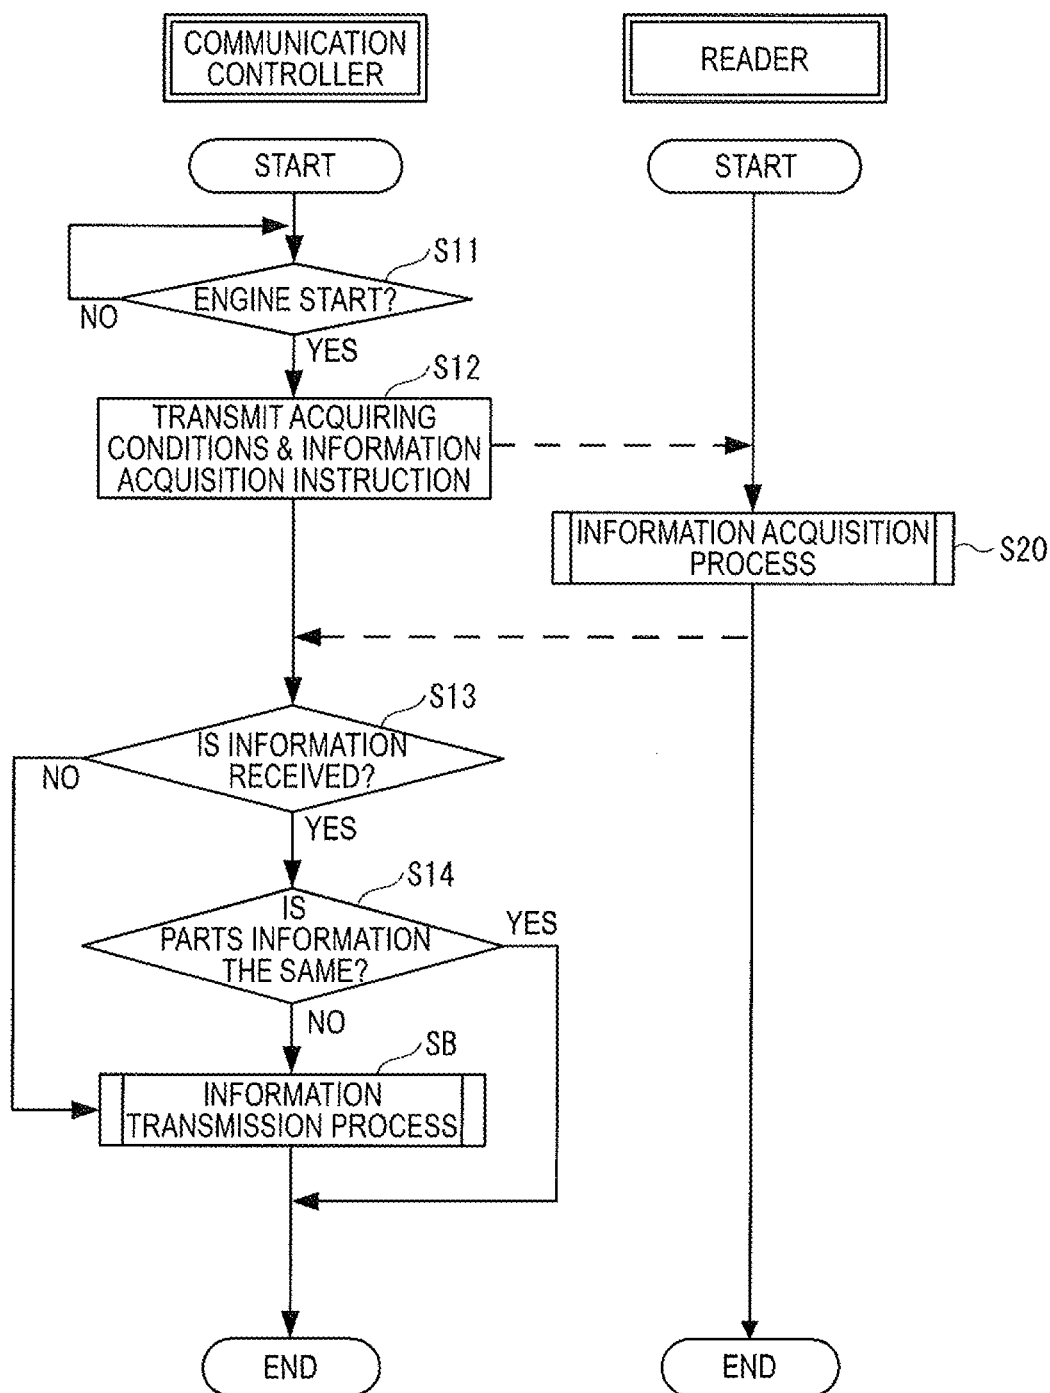 COMMUNICATION
CONTROLLER
READER
START
START
S11
ENGINE START?
NO
YES
S12
TRANSMIT ACQUIRING
CONDITIONS & INFORMATION
ACQUISITION INSTRUCTION
INFORMATION ACQUISITION
PROCESS
S20
S13
IS INFORMATION
RECEIVED?
NO
YES
S14
IS
PARTS INFORMATION
THE SAME?
YES
NO
SB
INFORMATION
TRANSMISSION PROCESS
END
END